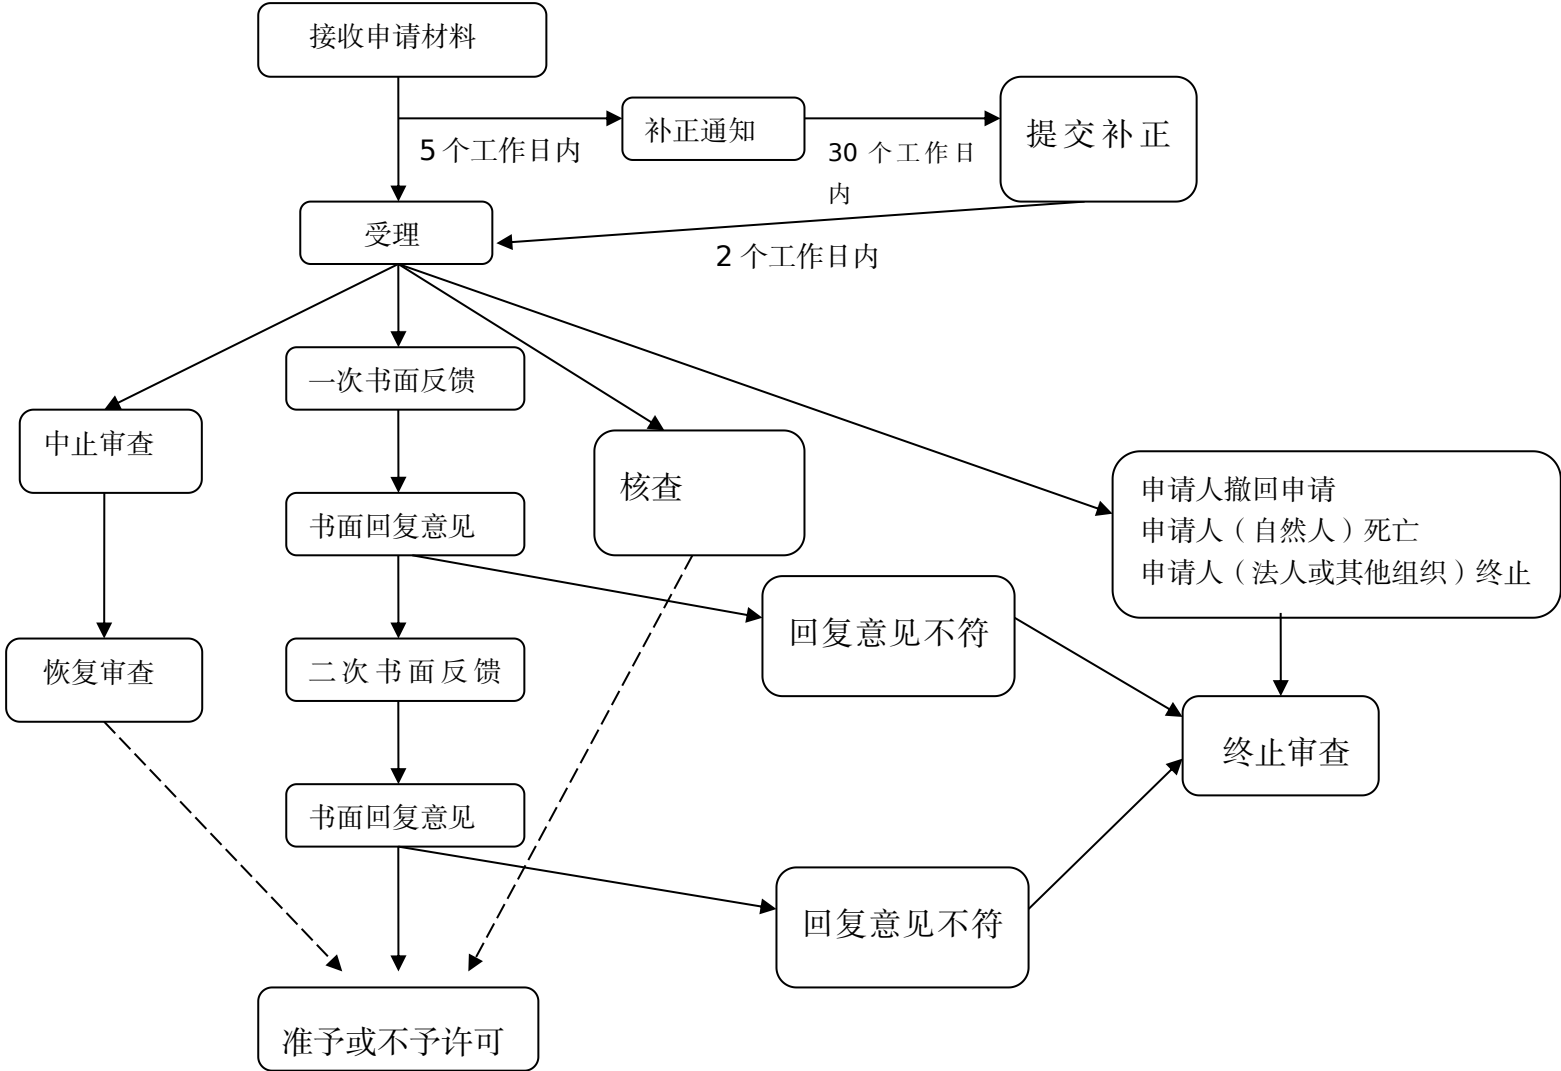 接收申请材料
补正通知
提交补正
5 个工作日内
30 个工作日
内
受理
2 个工作日内
一次书面反馈
中止审查
核查
申请人撤回申请
申请人（自然人）死亡
申请人（法人或其他组织）终止
书面回复意见
回复意见不符
恢复审查
二次书面反馈
终止审查
书面回复意见
回复意见不符
准予或不予许可